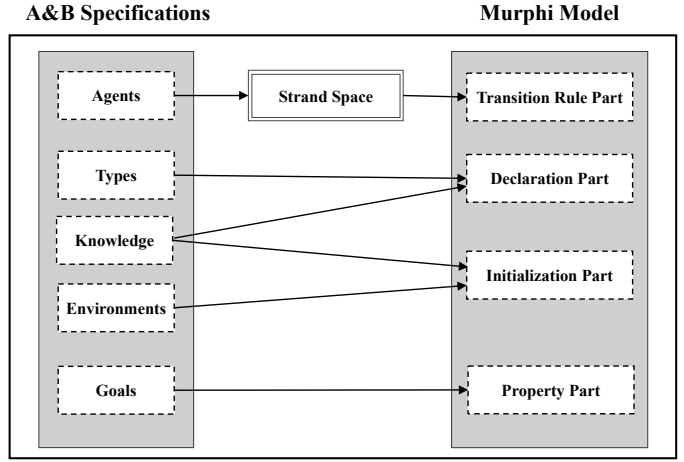 A&B Specifications
Murphi Model
Agents
Strand Space
Transition Rule Part
Types
Declaration Part
Knowledge
Initialization Part
Environments
Goals
Property Part